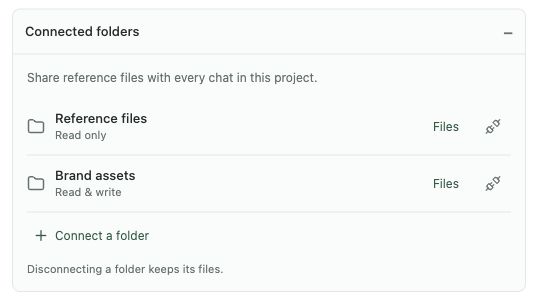 Connected folders
Share reference files with every chat in this project.
Reference files
Read only
Files
Brand assets
Read & write
Files
Connect a folder
Disconnecting a folder keeps its files.